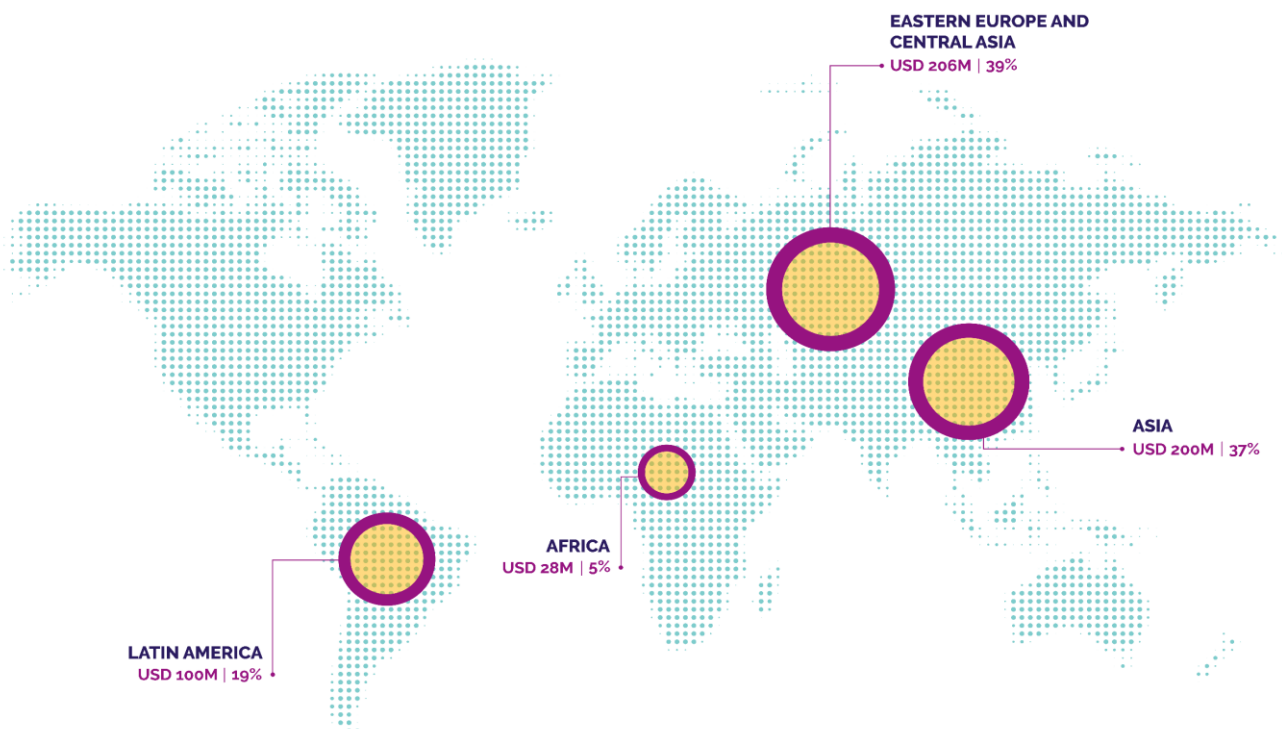 EASTERN EUROPE AND
CENTRAL ASIA
USD 206M | 39%
ASIA
USD 200M | 37%
AFRICA
USD 28M | 5%
LATIN AMERICA
USD 100M | 19%